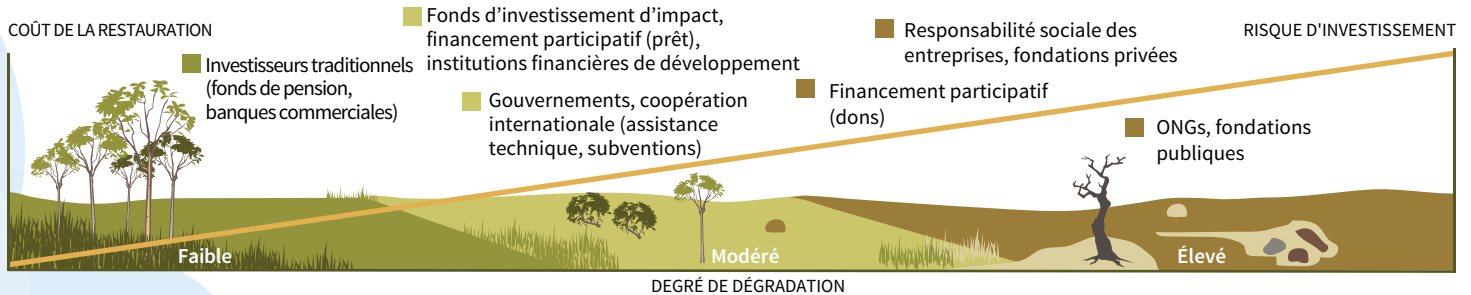 COÛT DE LA RESTAURATION
Investisseurs traditionnels
(fonds de pension,
banques commerciales)
Fonds d'investissement d'impact,
financement participatif (prêt),
institutions financières de développement
Gouvernements, coopération
internationale (assistance
technique, subventions)
Responsabilité sociale des
entreprises, fondations privées
Financement participatif
(dons)
ONGs, fondations
publiques
RISQUE D'INVESTISSEMENT
Faible
Modéré
Élevé
DEGRÉ DE DÉGRADATION